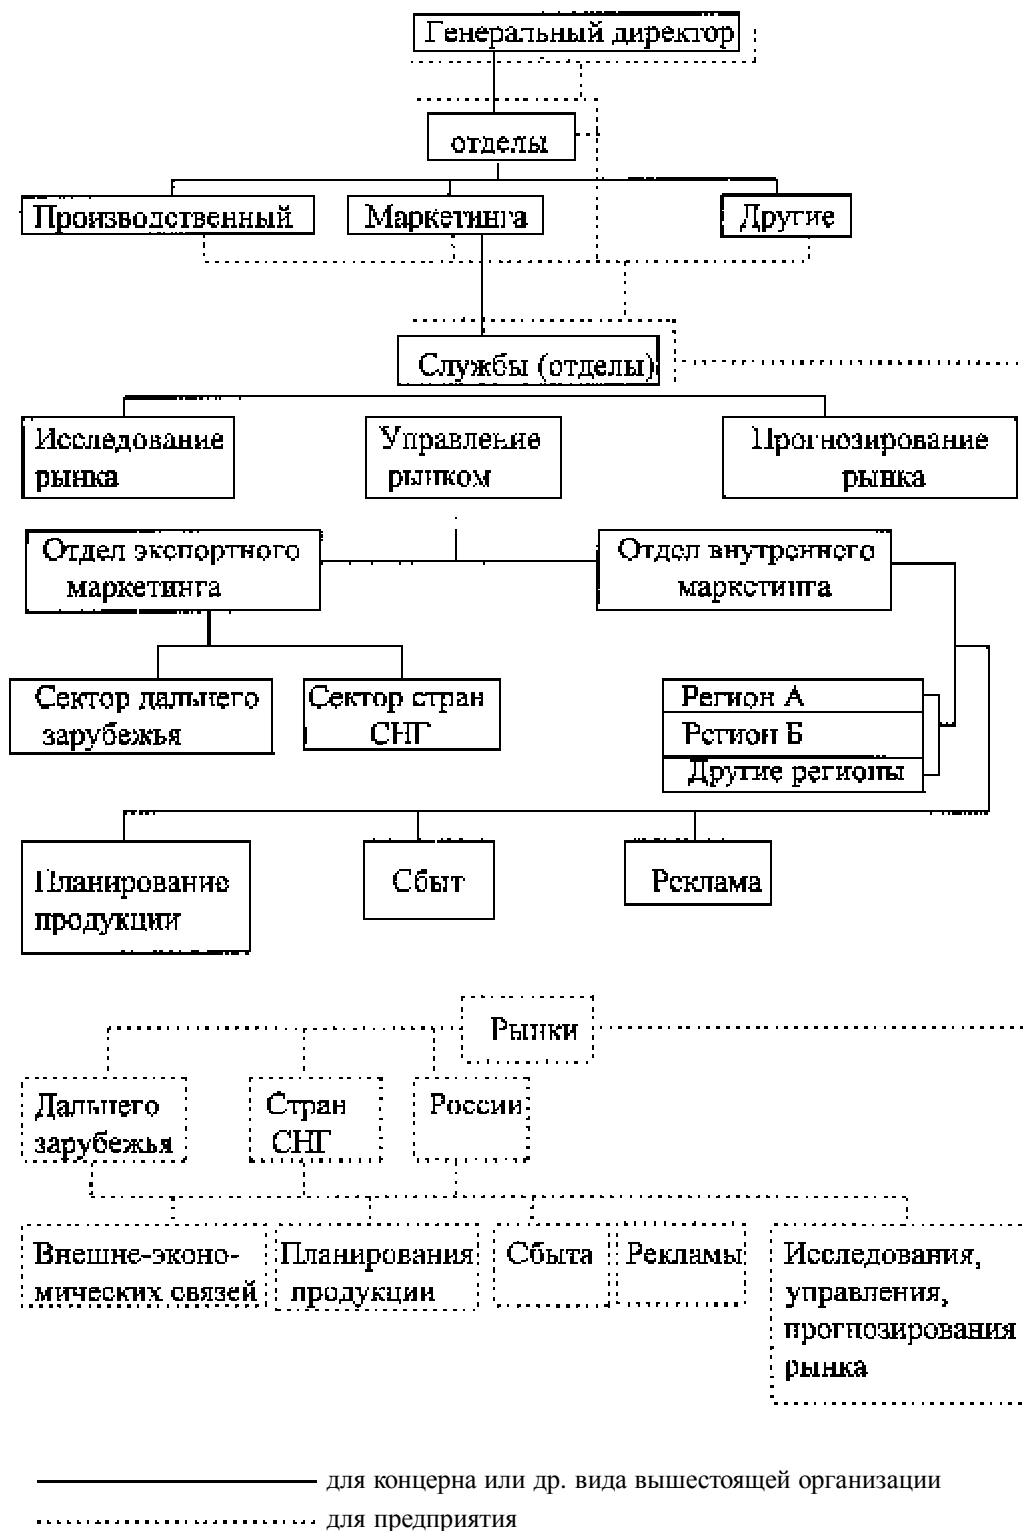 Генеральный директор
отделы
Производственный
Маркетинга
Другие
Службы (отделы)
Исследование
рынка
Управление
рынком
Прогнозирование
рынка
Отдел экспортного
маркетинга
Отдел внутреннего
маркетинга
Сектор дальнего
зарубежья
Сектор стран
СНГ
Регион А
Регион Б
Другие регионы
Планирование
продукции
Сбыт
Реклама
Рынки
Дальнего
зарубежья
Стран
СНГ
России
Внешне-эконо-
мических связей
Планирования
продукции
Сбыта
Рекламы
Исследования,
управления,
прогнозирования
рынка
для концерна или др. вида вышестоящей организации
для предприятия